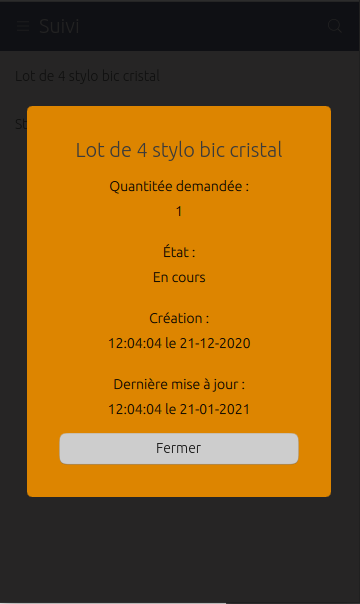 Suivi
Lot de 4 stylo bic cristal
St
Lot de 4 stylo bic cristal
Quantitée demandée :
1
État :
En cours
Création :
12:04:04 le 21-12-2020
Dernière mise à jour :
12:04:04 le 21-01-2021
Fermer